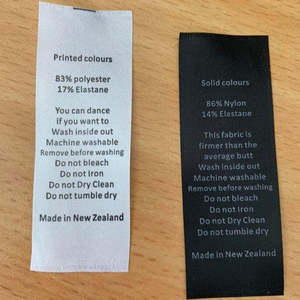 Printed colours
83% polyester
17% Elastane
You can dance
If you want to
Wash inside out
Machine washable
Remove before washing
Do not bleach
Do not Iron
Do not Dry Clean
Do not tumble dry
Made in New Zealand
Solid colours
86% Nylon
14% Elastane
This fabric is
firmer than the
average butt
Wash inside out
Machine washable
Remove before washing
Do not bleach
Do not Iron
Do not Dry Clean
Do not tumble dry
Made in New Zealand